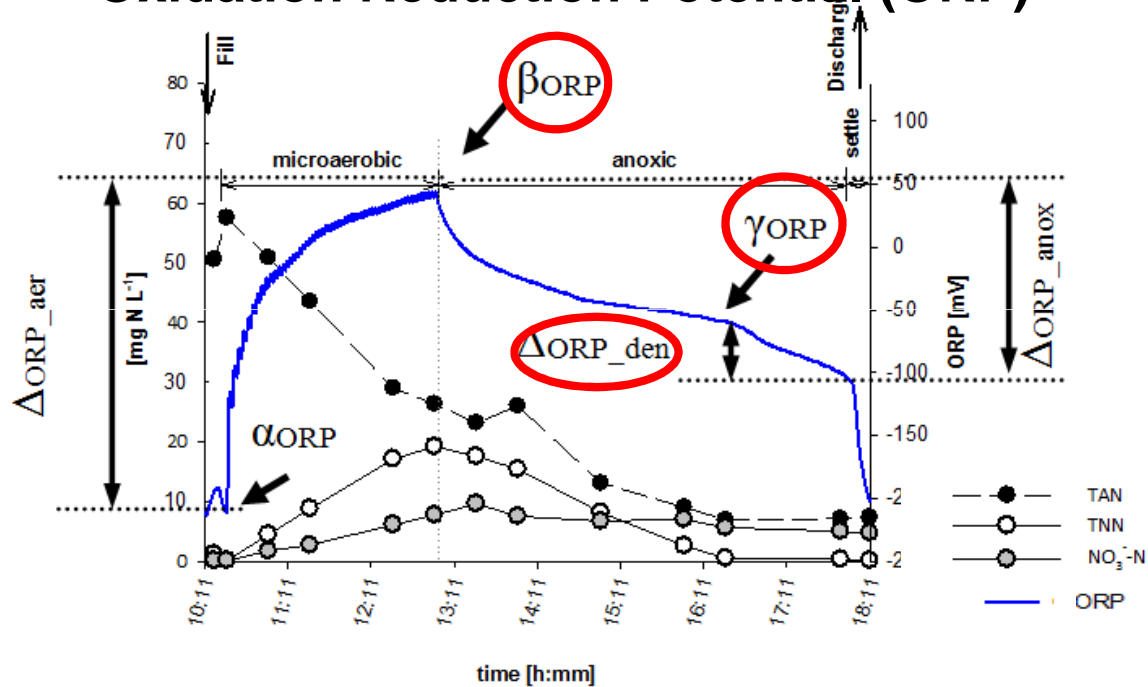 Oxidation Reduction Potential (ORP)
Fill
Discharge
βORP
80
100
70
settle
microaerobic
anoxic
60
50
γORP
50
0
ΔORP_aer
[mg N L⁻¹]
40
-50
ΔORP_den
ORP [mV]
ΔORP_anox
30
-100
αORP
20
-150
10
-2
TAN
TNN
0
-2
NO₃⁻-N
ORP
10:11
11:11
12:11
13:11
14:11
15:11
16:11
17:11
18:11
time [h:mm]